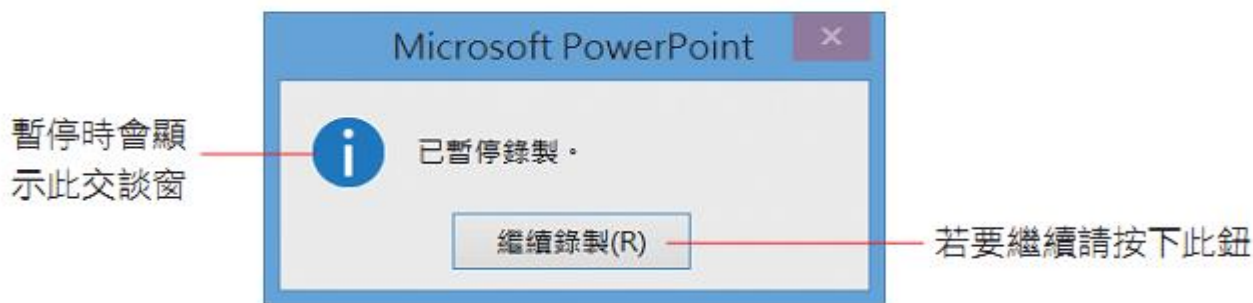 Microsoft PowerPoint
暫停時會顯
示此交談窗
已暫停錄製。
繼續錄製(R)
若要繼續請按下此鈕